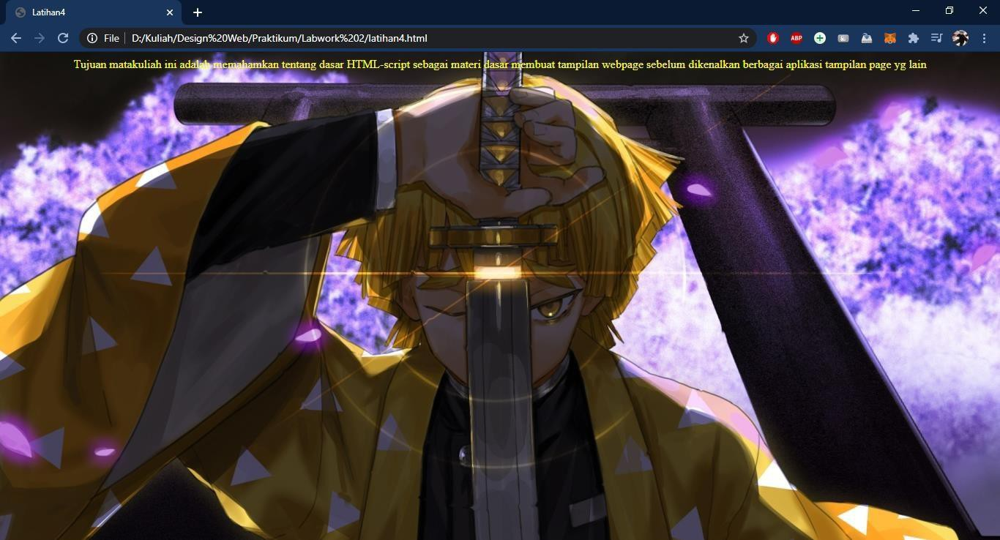 Latihan4
File
D:/Kuliah/Design%20Web/Praktikum/Labwork%202/latihan4.html
ABP
Tujuan matakuliah ini adalah memahamkan tentang dasar HTML-script sebagai materi dasar membuat tampilan webpage sebelum dikenalkan berbagai aplikasi tampilan page yg lain